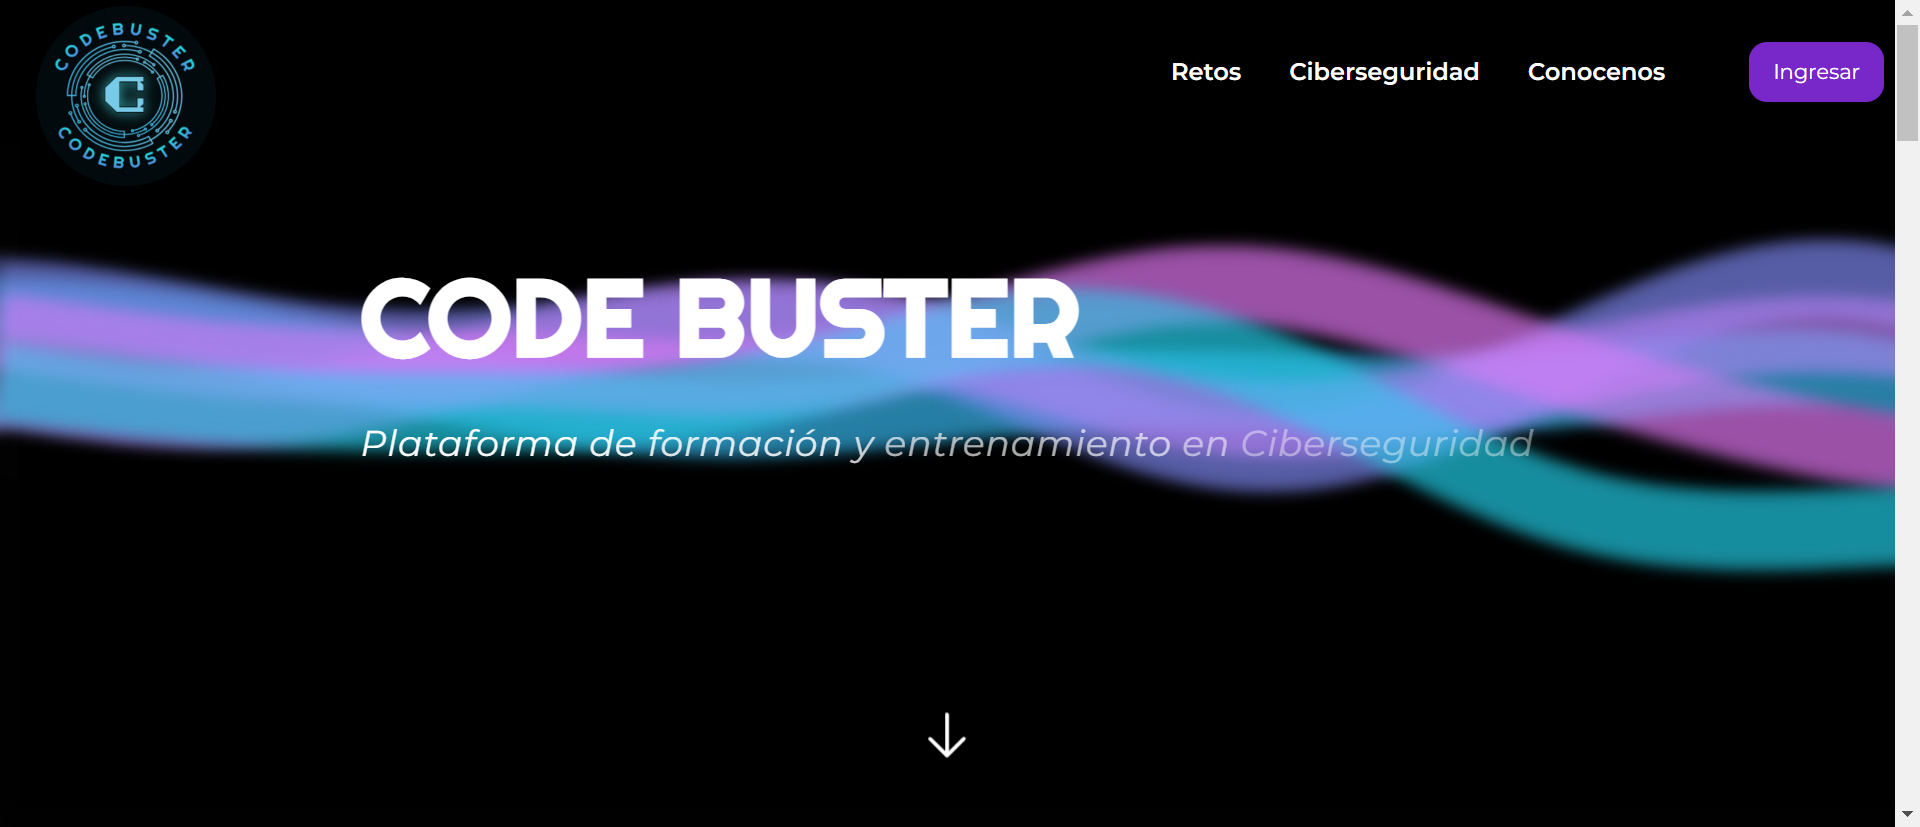 CODEBUSTER
C
CODEBUSTER
Retos Ciberseguridad Conocenos Ingresar
CODE BUSTER
Plataforma de formación y entrenamiento en Ciberseguridad